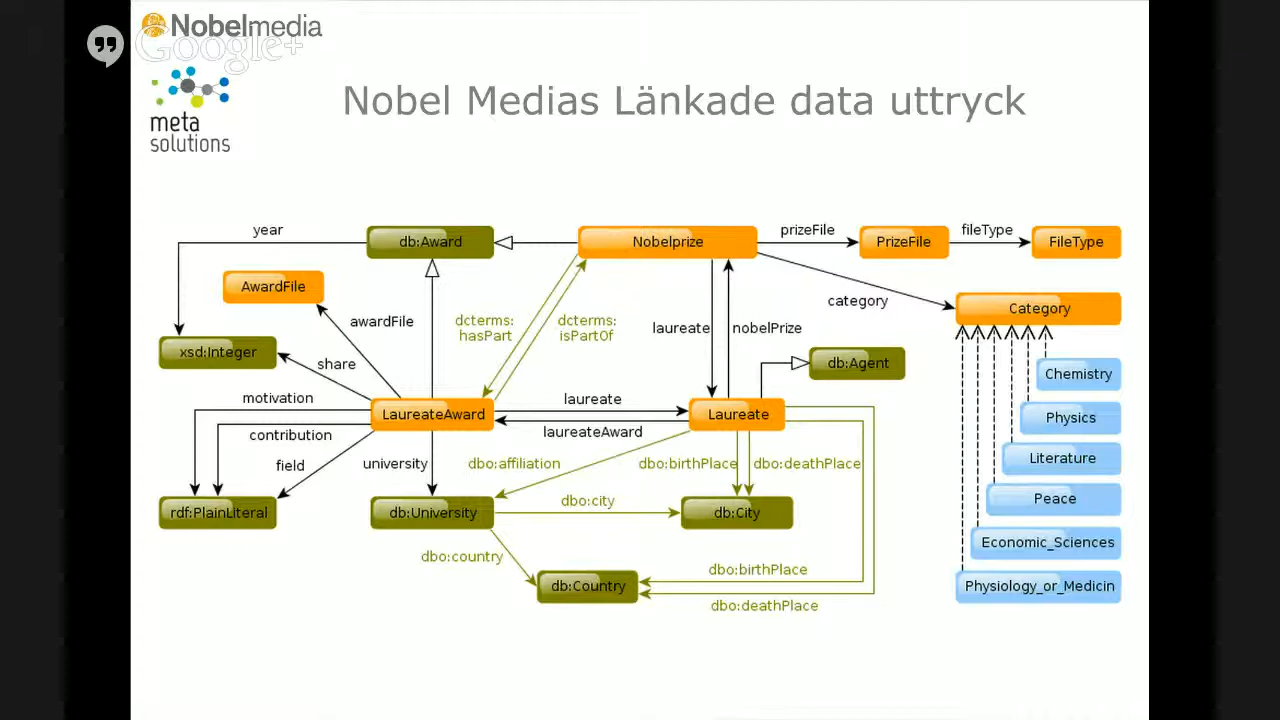 Nobelmedia
Google+
meta
solutions
Nobel Medias Länkade data uttryck
year
db:Award
Nobelprize
prizeFile
PrizeFile
fileType
FileType
AwardFile
awardFile
dcterms:
hasPart
dcterms:
isPartOf
laureate
nobelPrize
category
Category
xsd:Integer
share
db:Agent
Chemistry
motivation
LaureateAward
laureate
Laureate
Physics
contribution
laureateAward
field
university
dbo:affiliation
dbo:birthPlace
dbo:deathPlace
Literature
rdf:PlainLiteral
db:University
dbo:city
db:City
Peace
dbo:country
Economic_Sciences
db:Country
dbo:birthPlace
dbo:deathPlace
Physiology_or_Medicin